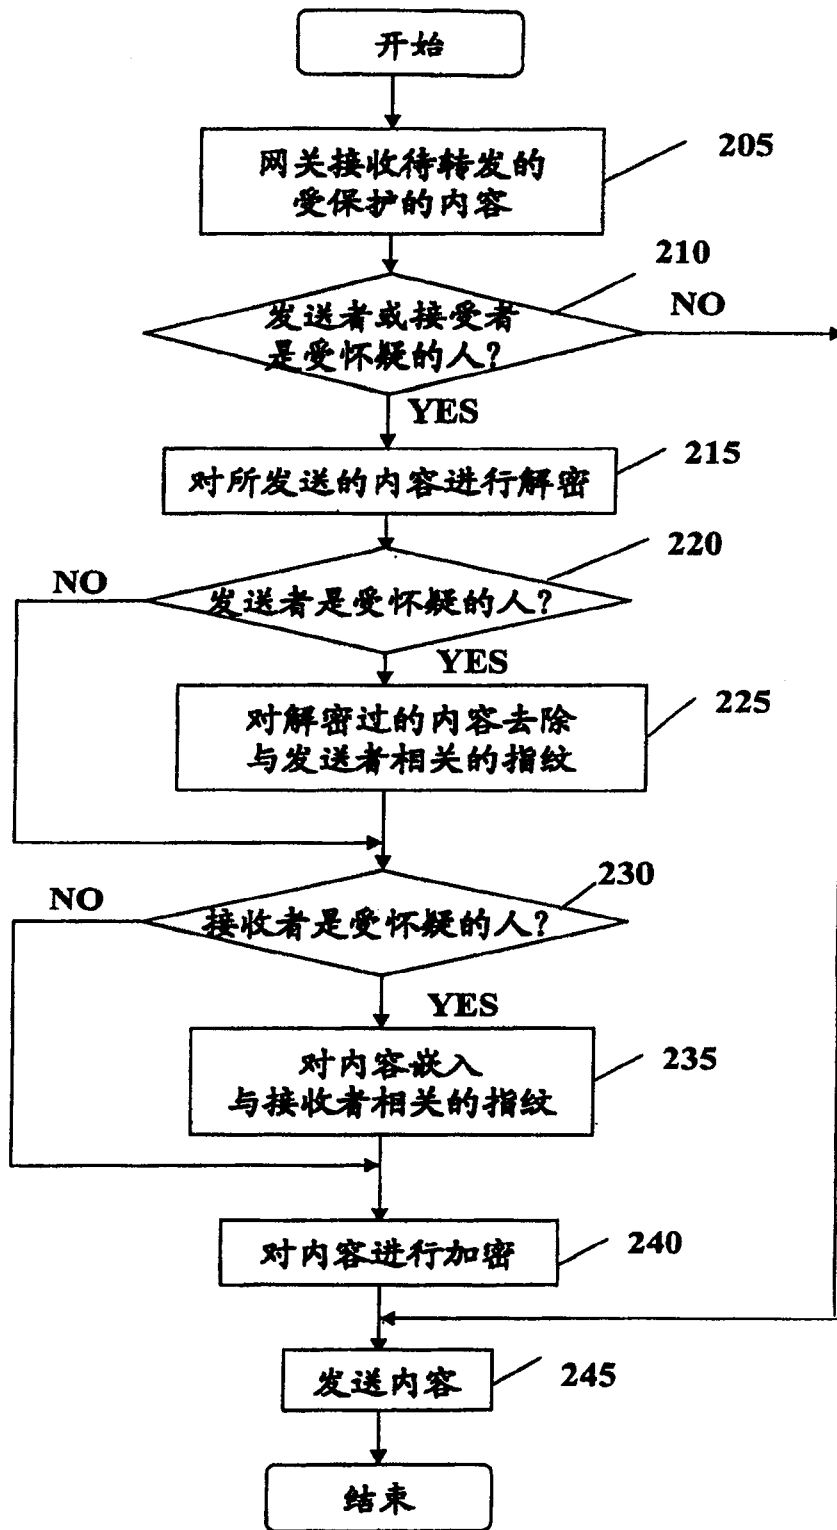 开始
网关接收待转发的
受保护的内容
205
210
发送者或接受者
是受怀疑的人?
NO
YES
对所发送的内容进行解密
215
220
NO
发送者是受怀疑的人?
YES
对解密过的内容去除
与发送者相关的指纹
225
230
NO
接收者是受怀疑的人?
YES
对内容嵌入
与接收者相关的指纹
235
对内容进行加密
240
发送内容
245
结束